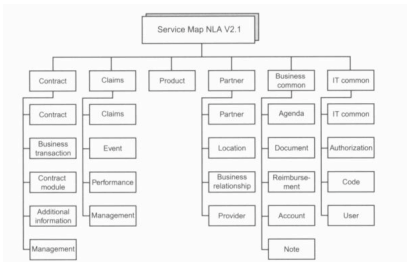 Service Map NLA V2.1
Contract
Claims
Product
Partner
Business
common
IT common
Contract
Claims
Partner
Agenda
IT common
Business
transaction
Event
Location
Document
Authorization
Contract
module
Performance
Business
relationship
Reimburse-
ment
Code
Additional
information
Management
Provider
Account
User
Management
Note